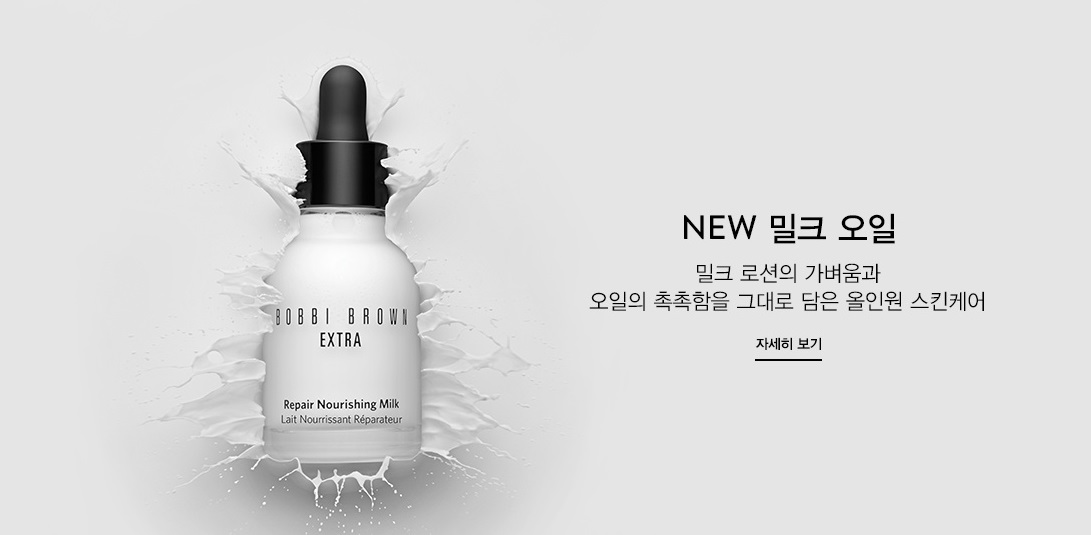 BOBBI BROWN
EXTRA
Repair Nourishing Milk
Lait Nourrissant Réparateur
NEW 밀크 오일
밀크 로션의 가벼움과
오일의 촉촉함을 그대로 담은 올인원 스킨케어
자세히 보기